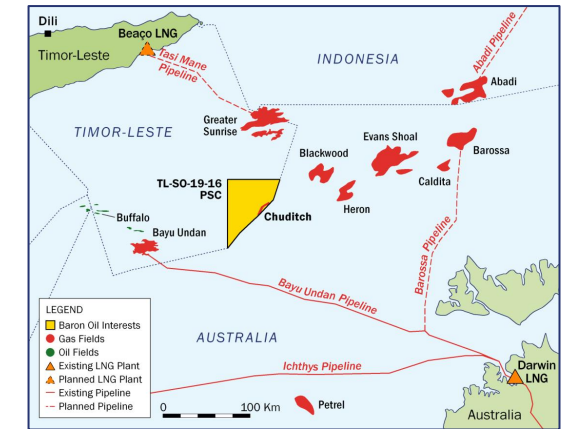 Dili
Beaço LNG
Timor-Leste
Tasi Mane
Pipeline
INDONESIA
Abadi Pipeline
Abadi
Greater
Sunrise
TIMOR-LESTE
Evans Shoal
Barossa
Blackwood
Caldita
TL-SO-19-16
PSC
Heron
Chuditch
Buffalo
Bayu Undan
Barossa Pipeline
Bayu Undan Pipeline
LEGEND
Baron Oil Interests
Gas Fields
Oil Fields
Existing LNG Plant
Planned LNG Plant
Existing Pipeline
Planned Pipeline
AUSTRALIA
Ichthys Pipeline
Darwin
LNG
0 100 Km
Petrel
Australia